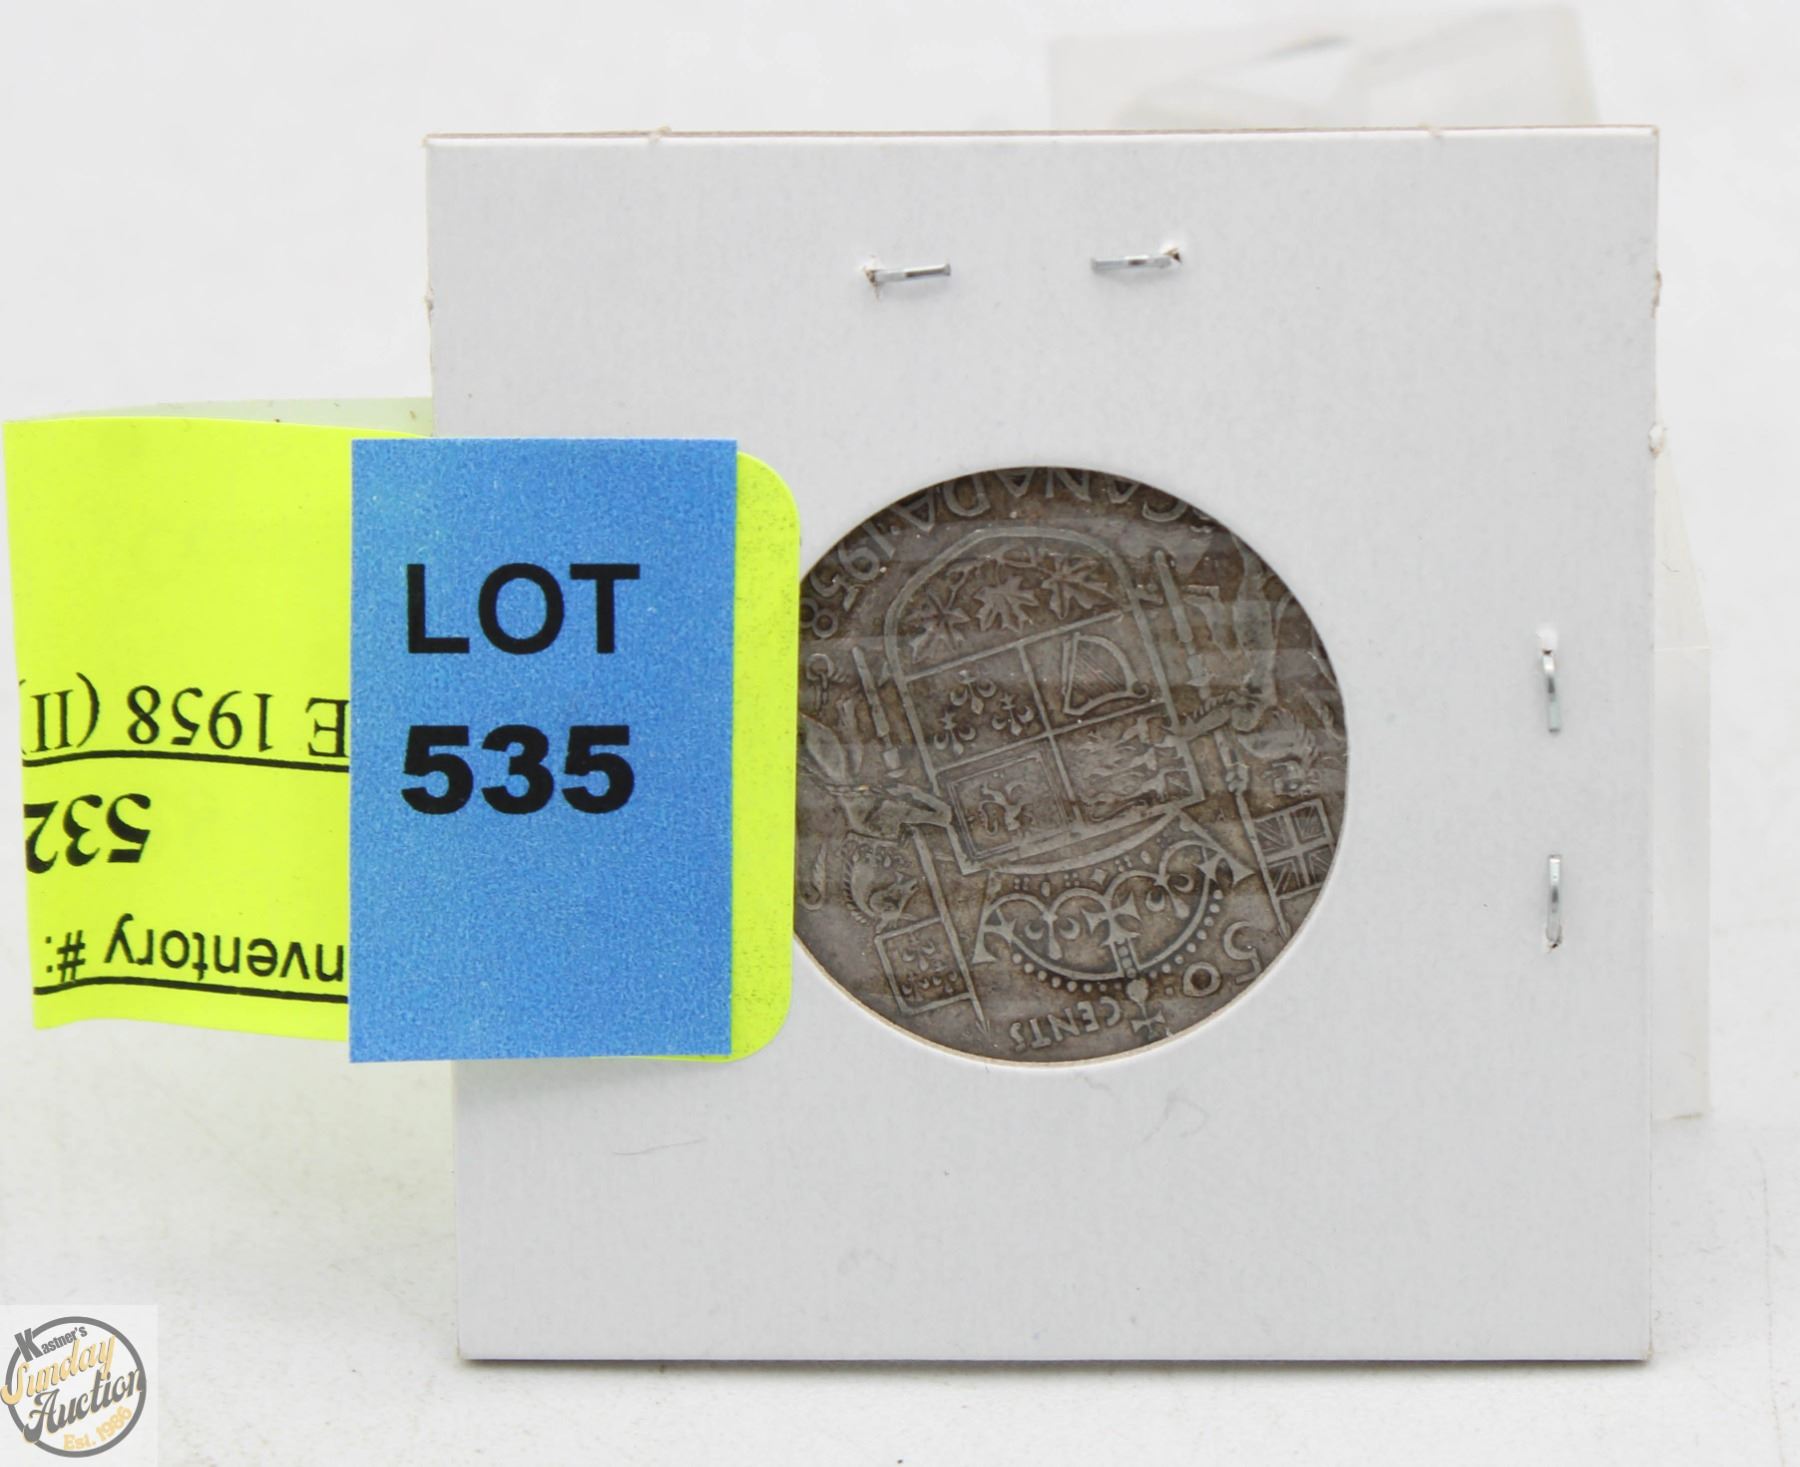 LOT
535
nventory #:
532
E 1958 (II)
CANADA 1958
50
CENTS
Kastner's
Sunday
Auction
Est. 1986